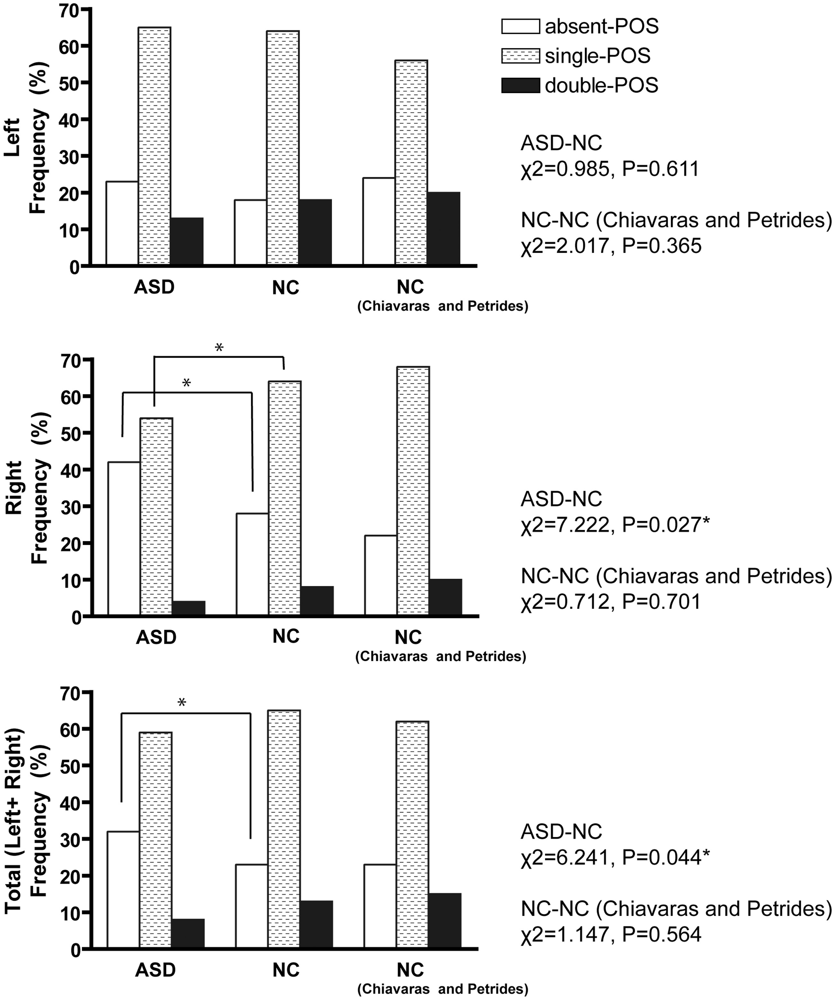 70
60
50
40
30
20
10
0
Left
Frequency (%)
absent-POS
single-POS
double-POS
ASD-NC
χ2=0.985, P=0.611
NC-NC (Chiavaras and Petrides)
χ2=2.017, P=0.365
ASD
NC
NC
(Chiavaras and Petrides)
70
60
50
40
30
20
10
0
Right
Frequency (%)
*
*
ASD-NC
χ2=7.222, P=0.027*
NC-NC (Chiavaras and Petrides)
χ2=0.712, P=0.701
ASD
NC
NC
(Chiavaras and Petrides)
70
60
50
40
30
20
10
0
Total (Left+ Right)
Frequency (%)
*
ASD-NC
χ2=6.241, P=0.044*
NC-NC (Chiavaras and Petrides)
χ2=1.147, P=0.564
ASD
NC
NC
(Chiavaras and Petrides)